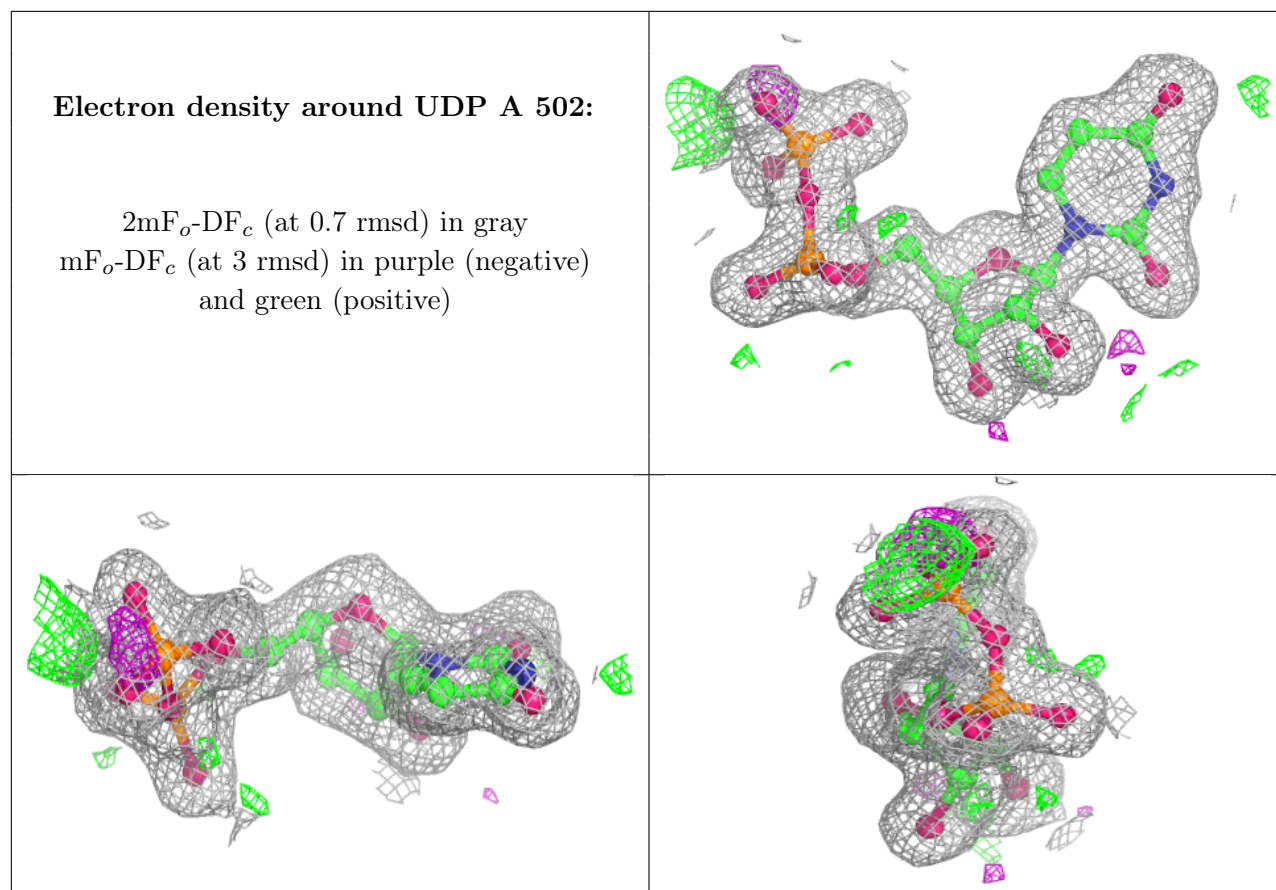 Electron density around UDP A 502:
2mFₒ-DF𝑐 (at 0.7 rmsd) in gray
mFₒ-DF𝑐 (at 3 rmsd) in purple (negative)
and green (positive)